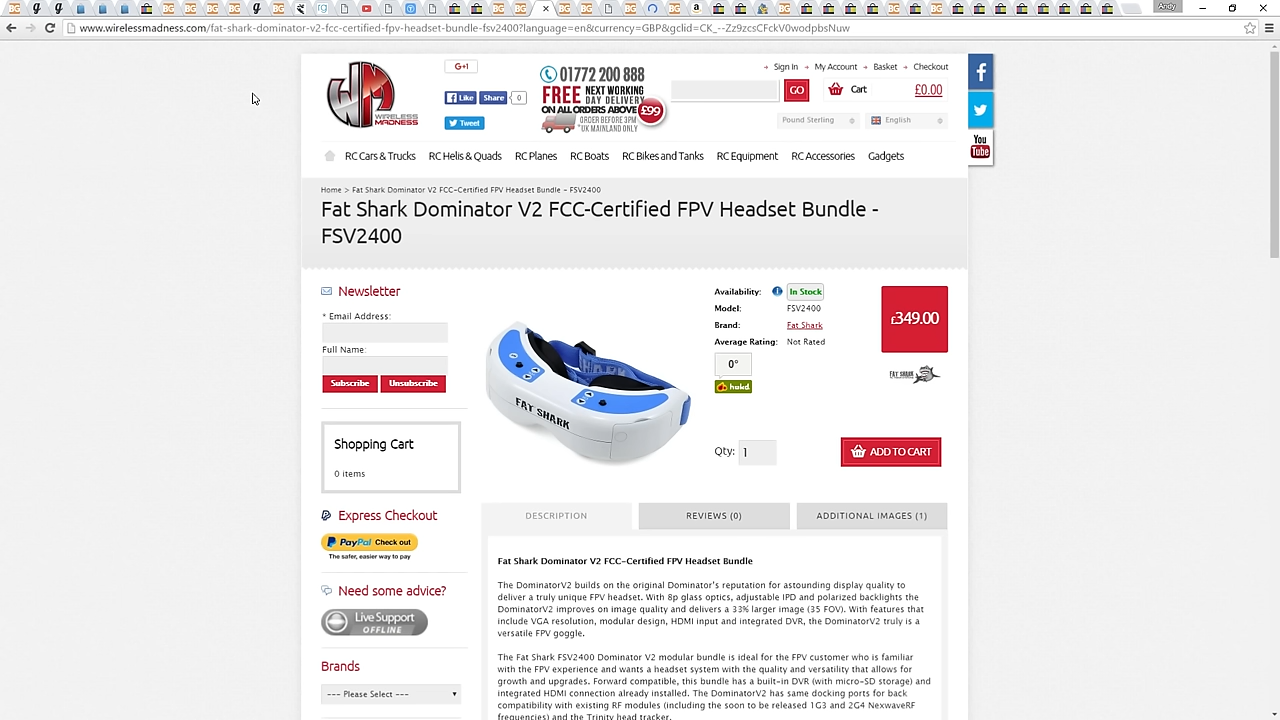 Andy
www.wirelessmadness.com/fat-shark-dominator-v2-fcc-certified-fpv-headset-bundle-fsv2400?language=en&currency=GBP&gclid=CK_--Zz9zcsCFckV0wodpbsNuw
WIRELESS
MADNESS
G+1
Like Share 0
Tweet
01772 200 888
FREE NEXT WORKING
DAY DELIVERY
ON ALL ORDERS ABOVE £99
ORDER BEFORE 3PM
*UK MAINLAND ONLY
Sign In My Account Basket Checkout
GO
Cart £0.00
Pound Sterling English
You
Tube
RC Cars & Trucks RC Helis & Quads RC Planes RC Boats RC Bikes and Tanks RC Equipment RC Accessories Gadgets
Home > Fat Shark Dominator V2 FCC-Certified FPV Headset Bundle - FSV2400
Fat Shark Dominator V2 FCC-Certified FPV Headset Bundle -
FSV2400
Newsletter
* Email Address:
Full Name:
Subscribe Unsubscribe
Shopping Cart
0 items
Express Checkout
PayPal Check out
The safer, easier way to pay
Need some advice?
Live Support
OFFLINE
Brands
--- Please Select ---
SHARK
FAT SHARK
Availability: In Stock
Model: FSV2400
Brand: Fat Shark
Average Rating: Not Rated
0°
hukd
£349.00
FAT SHARK
Qty: 1
ADD TO CART
DESCRIPTION REVIEWS (0) ADDITIONAL IMAGES (1)
Fat Shark Dominator V2 FCC-Certified FPV Headset Bundle
The DominatorV2 builds on the original Dominator's reputation for astounding display quality to
deliver a truly unique FPV headset. With 8p glass optics, adjustable IPD and polarized backlights the
DominatorV2 improves on image quality and delivers a 33% larger image (35 FOV). With features that
include VGA resolution, modular design, HDMI input and integrated DVR, the DominatorV2 truly is a
versatile FPV goggle.
The Fat Shark FSV2400 Dominator V2 modular bundle is ideal for the FPV customer who is familiar
with the FPV experience and wants a headset system with the quality and versatility that allows for
growth and upgrades. Forward compatible, this bundle has a built-in DVR (with micro-SD storage) and
integrated HDMI connection already installed. The DominatorV2 has same docking ports for back
compatibility with existing RF modules (including the soon to be released 1G3 and 2G4 NexwaveRF
frequencies) and the Trinity head tracker.